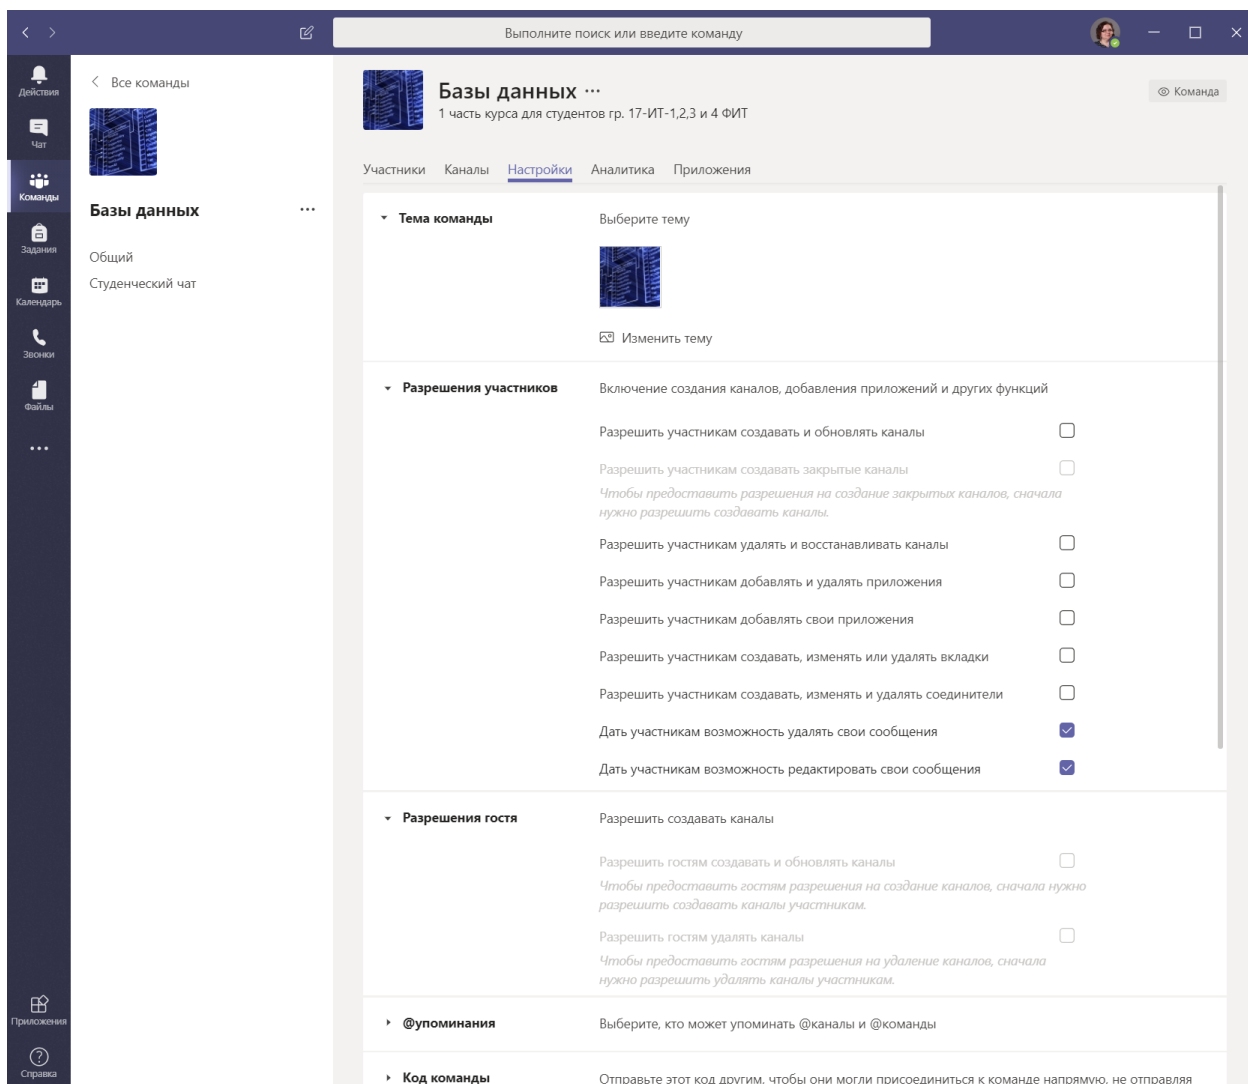 Выполните поиск или введите команду
Действия
Чат
Команды
Задания
Календарь
Звонки
Файлы
Приложения
Справка
Все команды
Базы данных
Общий
Студенческий чат
Базы данных
1 часть курса для студентов гр. 17-ИТ-1,2,3 и 4 ФИТ
Команда
Участники Каналы Настройки Аналитика Приложения
Тема команды
Выберите тему
Изменить тему
Разрешения участников
Включение создания каналов, добавления приложений и других функций
Разрешить участникам создавать и обновлять каналы
Разрешить участникам создавать закрытые каналы
Чтобы предоставить разрешения на создание закрытых каналов, сначала
нужно разрешить создавать каналы.
Разрешить участникам удалять и восстанавливать каналы
Разрешить участникам добавлять и удалять приложения
Разрешить участникам добавлять свои приложения
Разрешить участникам создавать, изменять или удалять вкладки
Разрешить участникам создавать, изменять и удалять соединители
Дать участникам возможность удалять свои сообщения
Дать участникам возможность редактировать свои сообщения
Разрешения гостя
Разрешить создавать каналы
Разрешить гостям создавать и обновлять каналы
Чтобы предоставить гостям разрешения на создание каналов, сначала нужно
разрешить создавать каналы участникам.
Разрешить гостям удалять каналы
Чтобы предоставить гостям разрешения на удаление каналов, сначала
нужно разрешить удалять каналы участникам.
@упоминания
Выберите, кто может упоминать @каналы и @команды
Код команды
Отправьте этот код другим, чтобы они могли присоединиться к команде напрямую, не отправляя